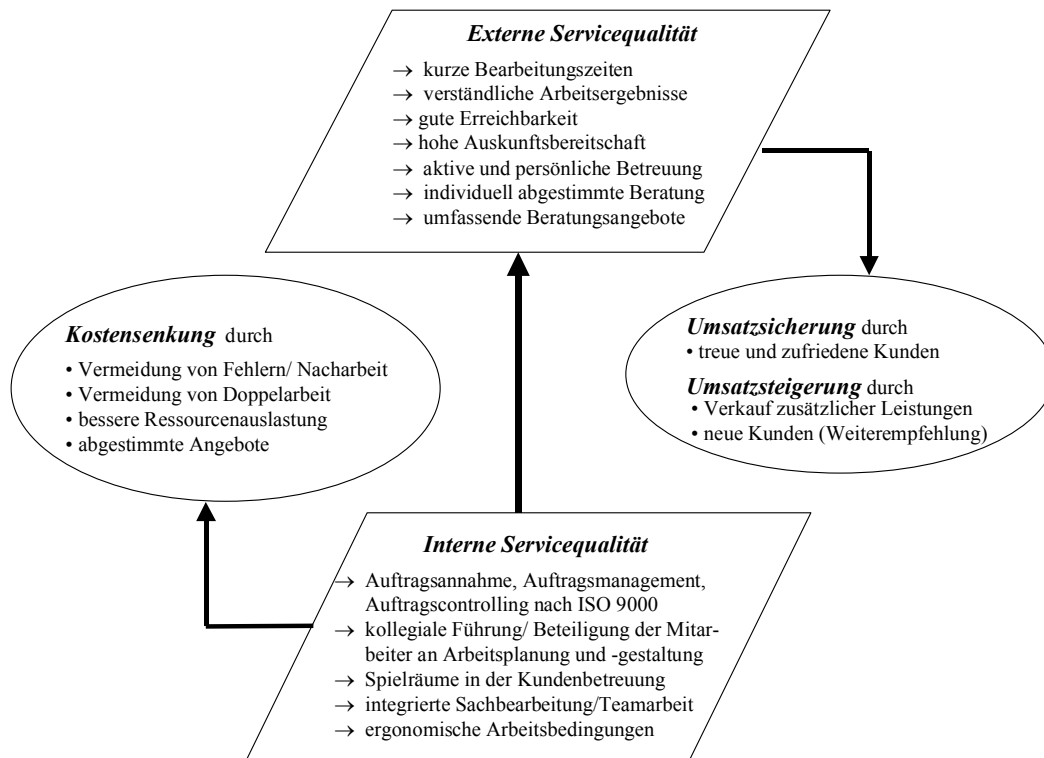 Externe Servicequalität
→ kurze Bearbeitungszeiten
→ verständliche Arbeitsergebnisse
→ gute Erreichbarkeit
→ hohe Auskunftsbereitschaft
→ aktive und persönliche Betreuung
→ individuell abgestimmte Beratung
→ umfassende Beratungsangebote
Kostensenkung durch
• Vermeidung von Fehlern/ Nacharbeit
• Vermeidung von Doppelarbeit
• bessere Ressourcenauslastung
• abgestimmte Angebote
Umsatzsicherung durch
• treue und zufriedene Kunden
Umsatzsteigerung durch
• Verkauf zusätzlicher Leistungen
• neue Kunden (Weiterempfehlung)
Interne Servicequalität
→ Auftragsannahme, Auftragsmanagement,
Auftragscontrolling nach ISO 9000
→ kollegiale Führung/ Beteiligung der Mitar-
beiter an Arbeitsplanung und -gestaltung
→ Spielräume in der Kundenbetreuung
→ integrierte Sachbearbeitung/Teamarbeit
→ ergonomische Arbeitsbedingungen